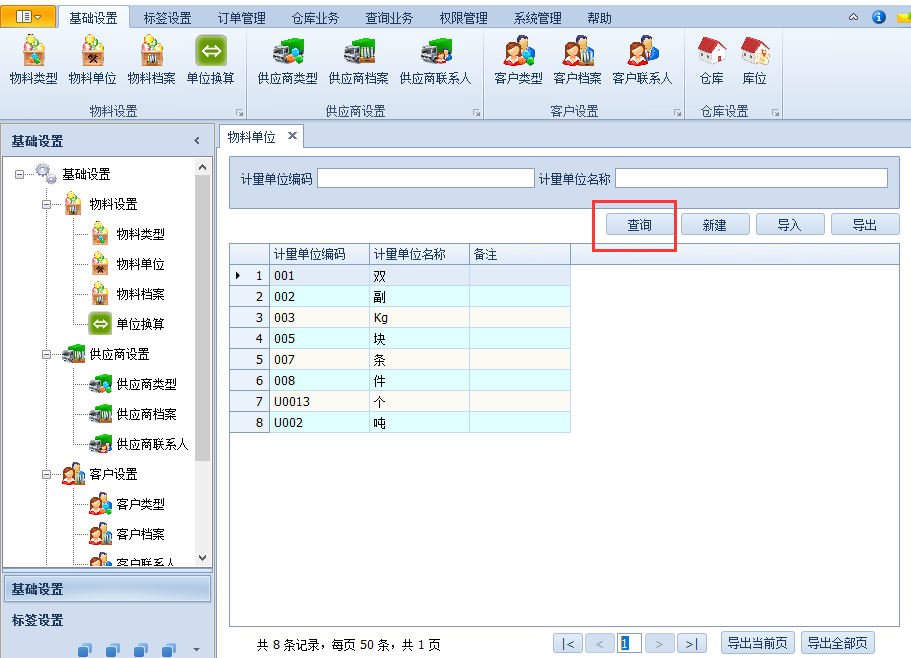 基础设置 标签设置 订单管理 仓库业务 查询业务 权限管理 系统管理 帮助
物料类型 物料单位 物料档案 单位换算 供应商类型 供应商档案 供应商联系人 客户类型 客户档案 客户联系人 仓库 库位
物料设置 供应商设置 客户设置 仓库设置
基础设置
基础设置
物料设置
物料类型
物料单位
物料档案
单位换算
供应商设置
供应商类型
供应商档案
供应商联系人
客户设置
客户类型
客户档案
客户联系人
基础设置
标签设置
物料单位
计量单位编码 计量单位名称
查询 新建 导入 导出
计量单位编码 计量单位名称 备注
1 001 双
2 002 副
3 003 Kg
4 005 块
5 007 条
6 008 件
7 U0013 个
8 U002 吨
共 8 条记录，每页 50 条，共 1 页 |< < 1 > >| 导出当前页 导出全部页